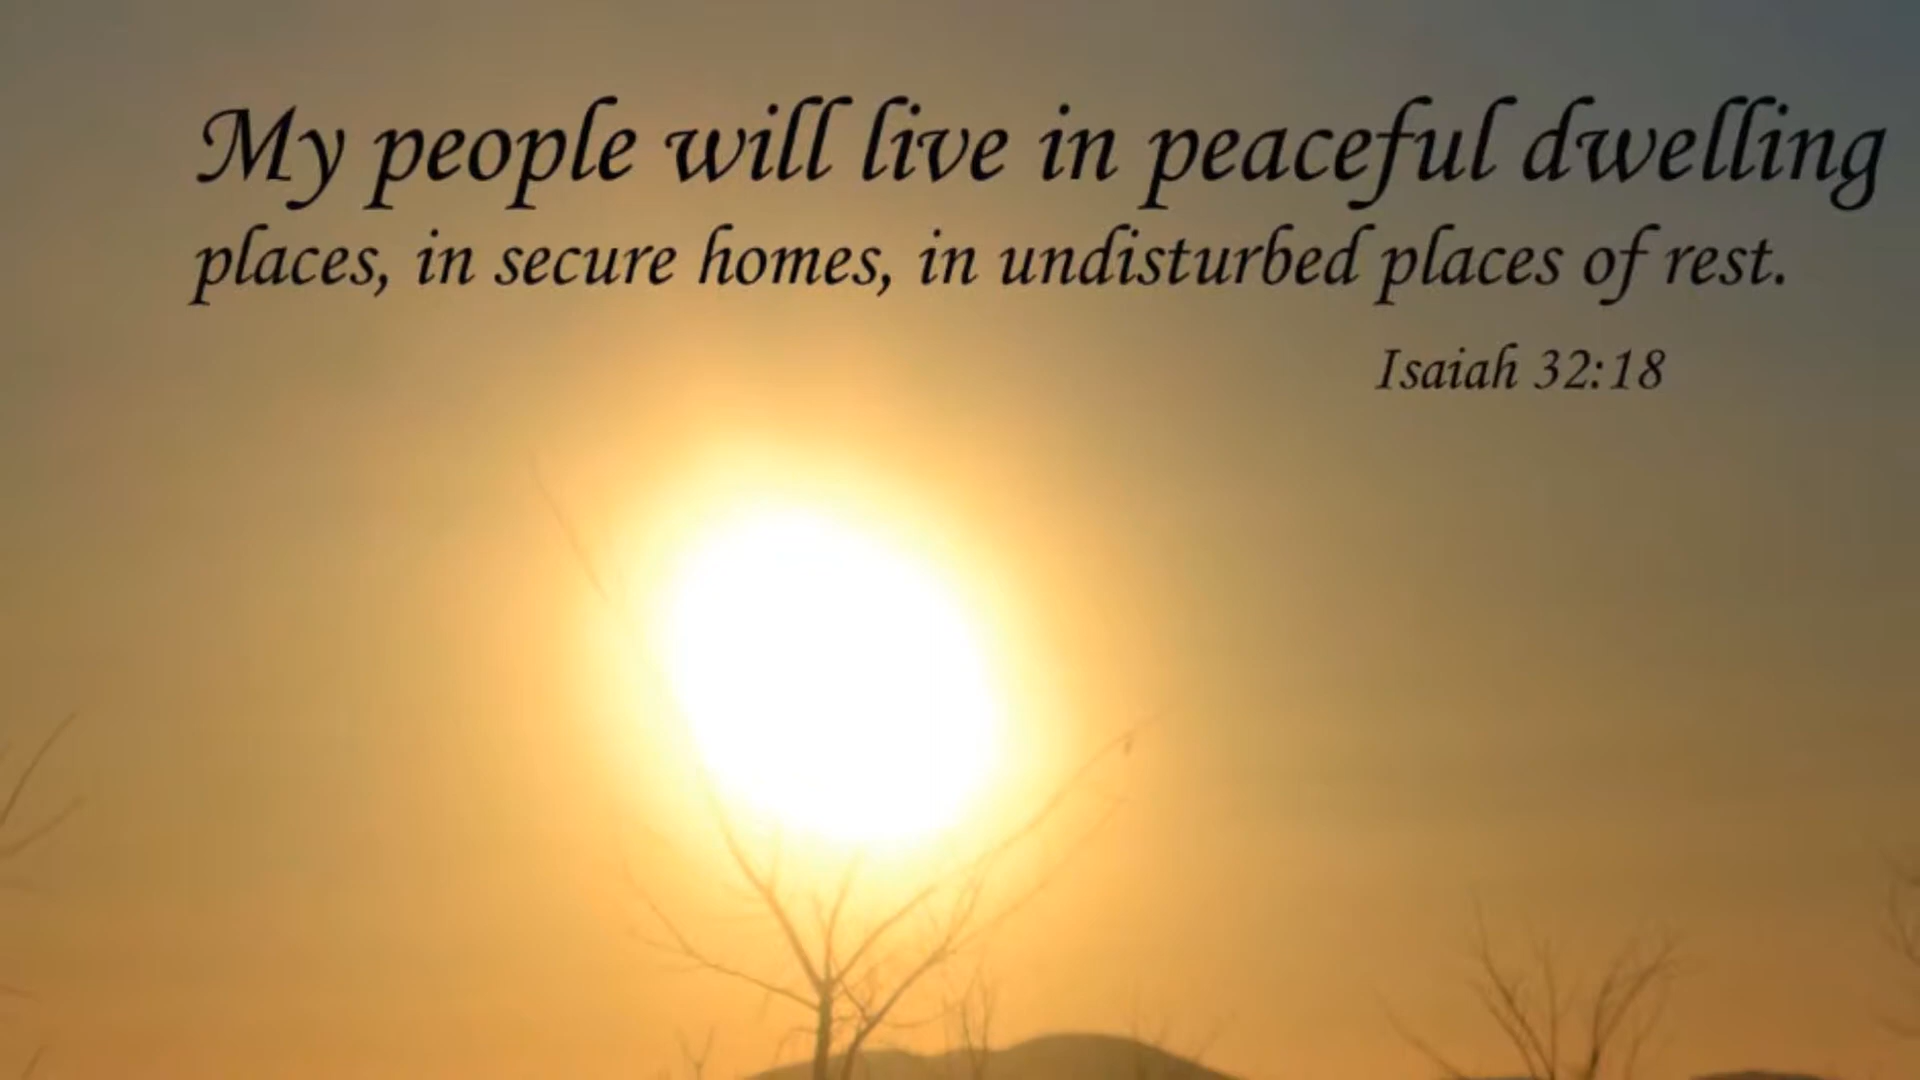 My people will live in peaceful dwelling
places, in secure homes, in undisturbed places of rest.
Isaiah 32:18